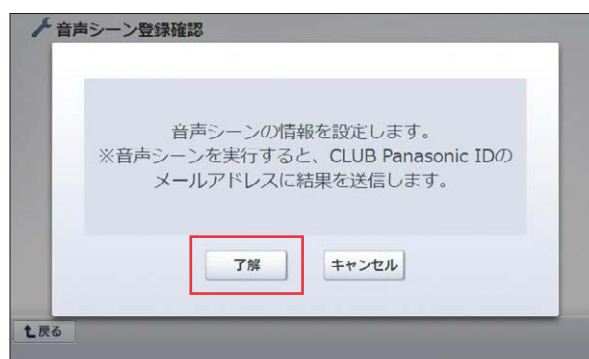 音声シーン登録確認
音声シーンの情報を設定します。
※音声シーンを実行すると、CLUB Panasonic IDの
メールアドレスに結果を送信します。
了解
キャンセル
戻る